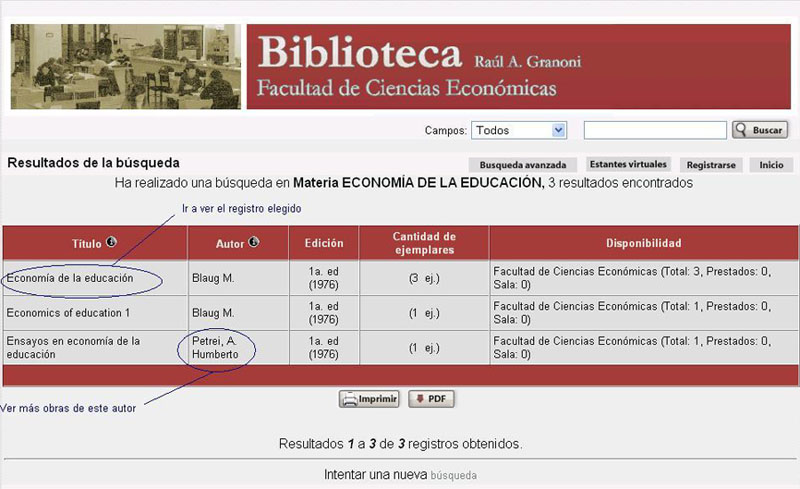 Biblioteca Raúl A. Granoni
Facultad de Ciencias Económicas
Campos: Todos Buscar
Resultados de la búsqueda
Busqueda avanzada Estantes virtuales Registrarse Inicio
Ha realizado una búsqueda en Materia ECONOMÍA DE LA EDUCACIÓN, 3 resultados encontrados
Ir a ver el registro elegido
Título Autor Edición Cantidad de ejemplares Disponibilidad
Economía de la educación Blaug M. 1a. ed (1976) (3 ej.) Facultad de Ciencias Económicas (Total: 3, Prestados: 0, Sala: 0)
Economics of education 1 Blaug M. 1a. ed (1976) (1 ej.) Facultad de Ciencias Económicas (Total: 1, Prestados: 0, Sala: 0)
Ensayos en economía de la educación Petrei, A. Humberto 1a. ed (1976) (1 ej.) Facultad de Ciencias Económicas (Total: 1, Prestados: 0, Sala: 0)
Imprimir PDF
Ver más obras de este autor
Resultados 1 a 3 de 3 registros obtenidos.
Intentar una nueva búsqueda